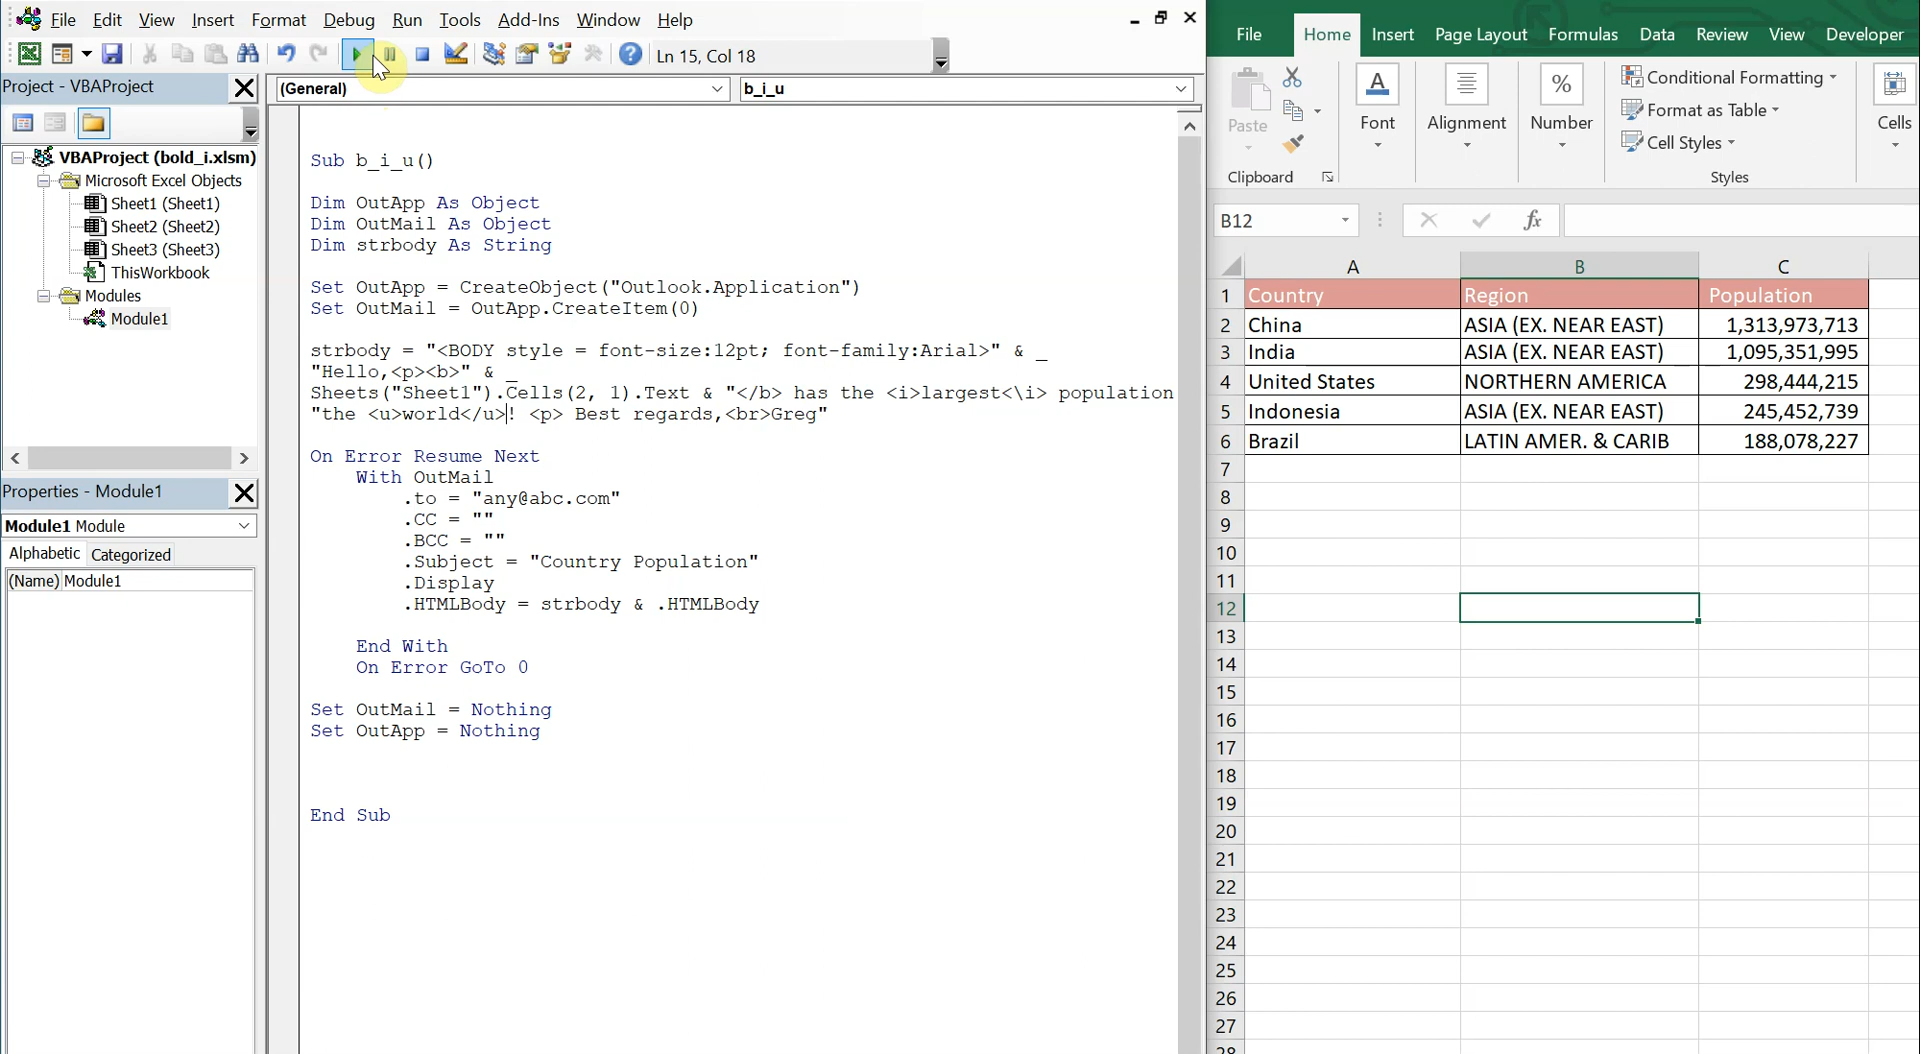 File Edit View Insert Format Debug Run Tools Add-Ins Window Help
Ln 15, Col 18
Project - VBAProject
(General)
b_i_u
VBAProject (bold_i.xlsm)
Microsoft Excel Objects
Sheet1 (Sheet1)
Sheet2 (Sheet2)
Sheet3 (Sheet3)
ThisWorkbook
Modules
Module1
Properties - Module1
Module1 Module
Alphabetic Categorized
(Name) Module1
Sub b_i_u()
Dim OutApp As Object
Dim OutMail As Object
Dim strbody As String
Set OutApp = CreateObject("Outlook.Application")
Set OutMail = OutApp.CreateItem(0)
strbody = "<BODY style = font-size:12pt; font-family:Arial>" & _
"Hello,<p><b>" & _
Sheets("Sheet1").Cells(2, 1).Text & "</b> has the <i>largest<\i> population
"the <u>world</u>! <p> Best regards,<br>Greg"
On Error Resume Next
With OutMail
.to = "any@abc.com"
.CC = ""
.BCC = ""
.Subject = "Country Population"
.Display
.HTMLBody = strbody & .HTMLBody
End With
On Error GoTo 0
Set OutMail = Nothing
Set OutApp = Nothing
End Sub
File Home Insert Page Layout Formulas Data Review View Developer
Paste
Font
Alignment
Number
Conditional Formatting
Format as Table
Cell Styles
Cells
Clipboard
Styles
B12
fx
A B C
1 Country Region Population
2 China ASIA (EX. NEAR EAST) 1,313,973,713
3 India ASIA (EX. NEAR EAST) 1,095,351,995
4 United States NORTHERN AMERICA 298,444,215
5 Indonesia ASIA (EX. NEAR EAST) 245,452,739
6 Brazil LATIN AMER. & CARIB 188,078,227
7
8
9
10
11
12
13
14
15
16
17
18
19
20
21
22
23
24
25
26
27
28